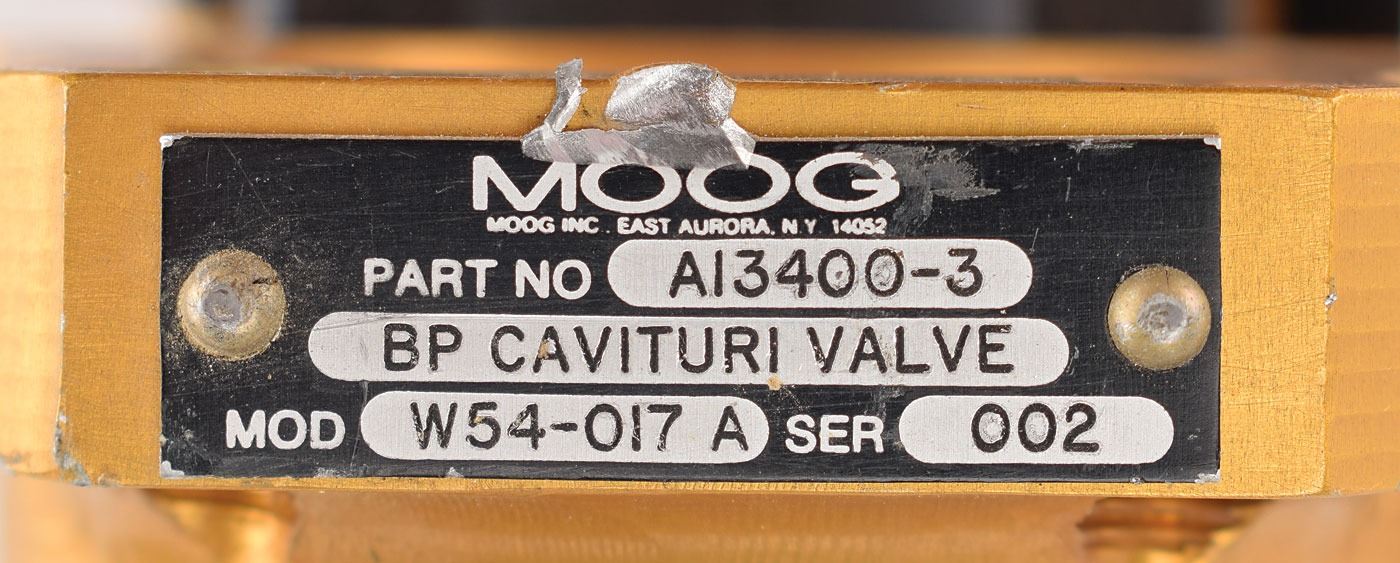 MOOG
MOOG INC. EAST AURORA, N.Y. 14052
PART NO A13400-3
BP CAVITURI VALVE
MOD W54-017 A SER 002